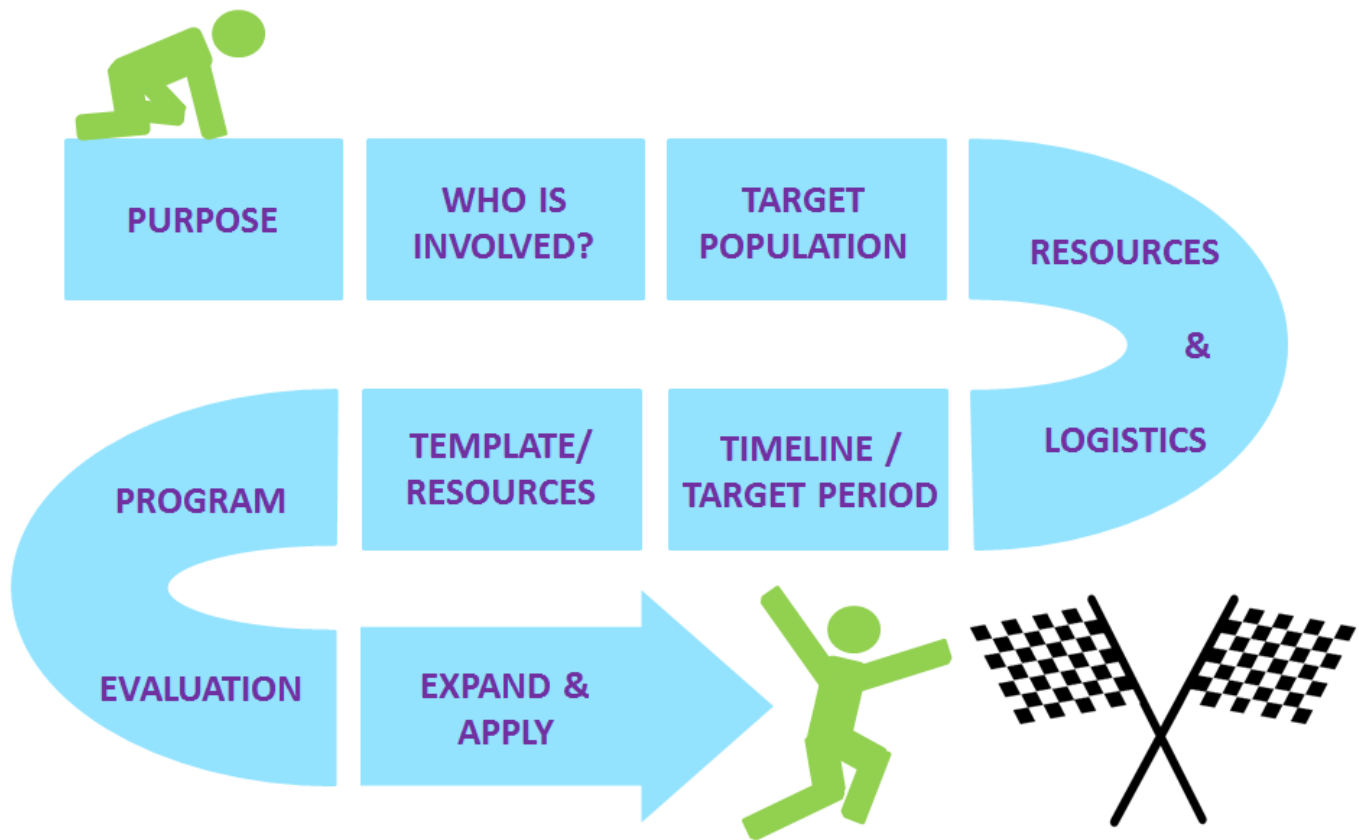 PURPOSE
WHO IS
INVOLVED?
TARGET
POPULATION
RESOURCES
&
LOGISTICS
TIMELINE /
TARGET PERIOD
TEMPLATE/
RESOURCES
PROGRAM
EVALUATION
EXPAND &
APPLY